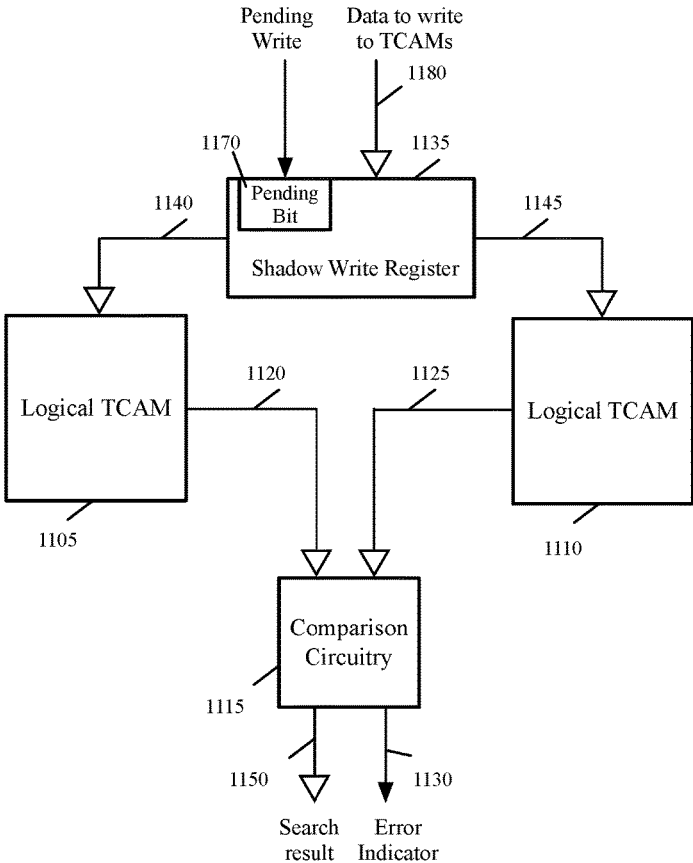 Pending Write
Data to write to TCAMs
1180
1170
1135
Pending Bit
1140
1145
Shadow Write Register
1120
1125
Logical TCAM
Logical TCAM
1105
1110
Comparison Circuitry
1115
1150
1130
Search result
Error Indicator